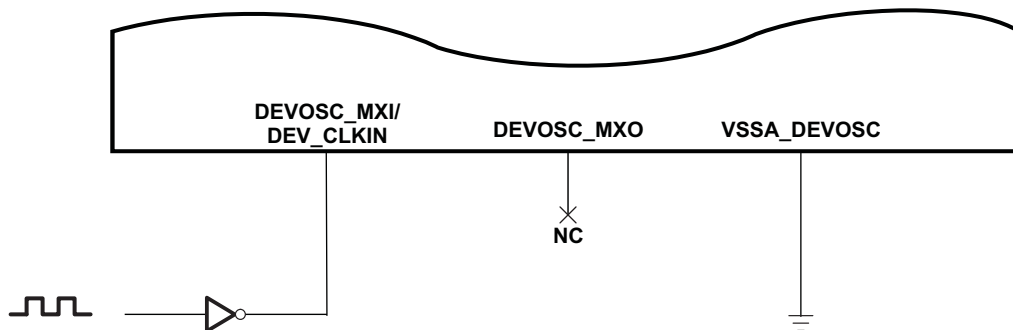 DEVOSC_MXI/
DEV_CLKIN
DEVOSC_MXO
VSSA_DEVOSC
NC